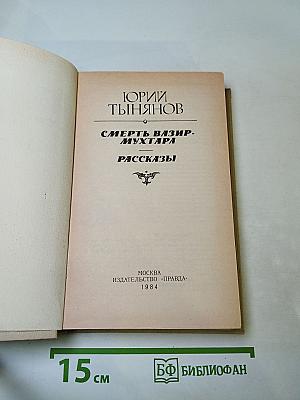 ЮРИЙ
ТЫНЯНОВ
СМЕРТЬ ВАЗИР-
МУХТАРА
РАССКАЗЫ
МОСКВА
ИЗДАТЕЛЬСТВО «ПРАВДА»
1984
15 см
БФ БИБЛИОФАН